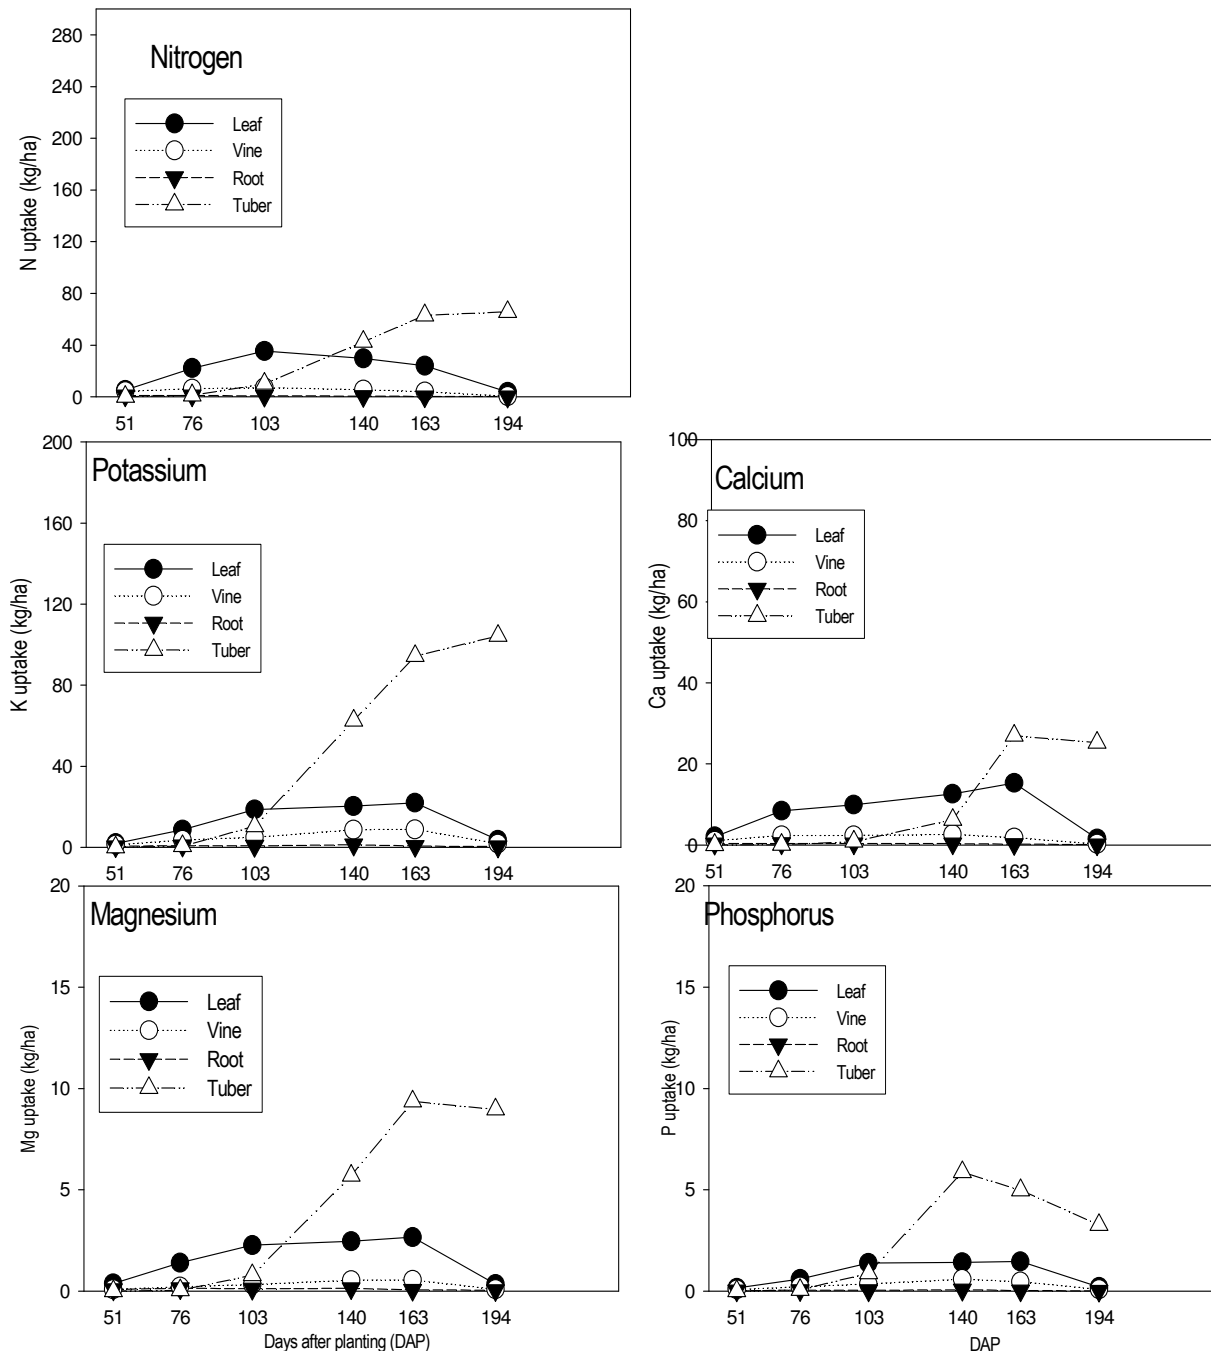 Nitrogen
N uptake (kg/ha)
280
240
200
160
120
80
40
0
Leaf
Vine
Root
Tuber
51 76 103 140 163 194
Potassium
K uptake (kg/ha)
200
160
120
80
40
0
Leaf
Vine
Root
Tuber
51 76 103 140 163 194
Calcium
Ca uptake (kg/ha)
100
80
60
40
20
0
Leaf
Vine
Root
Tuber
51 76 103 140 163 194
Magnesium
Mg uptake (kg/ha)
20
15
10
5
0
Leaf
Vine
Root
Tuber
51 76 103 140 163 194
Days after planting (DAP)
Phosphorus
P uptake (kg/ha)
20
15
10
5
0
Leaf
Vine
Root
Tuber
51 76 103 140 163 194
DAP